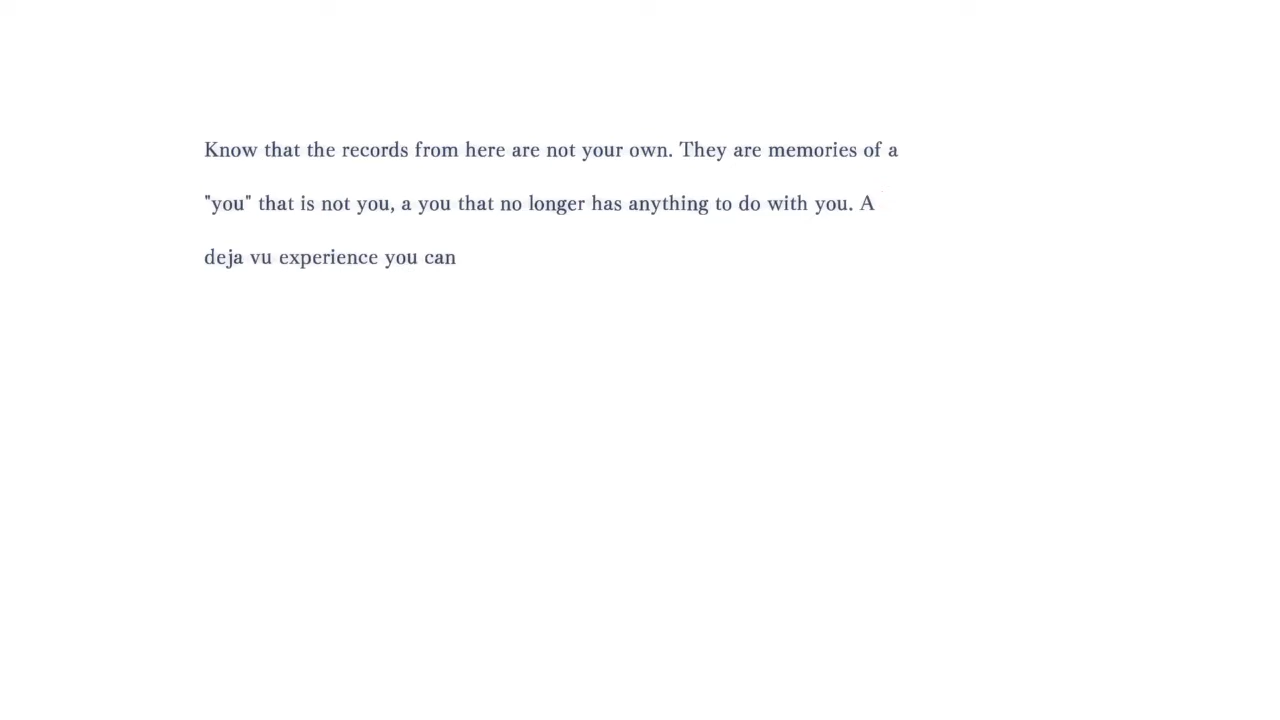 Know that the records from here are not your own. They are memories of a
"you" that is not you, a you that no longer has anything to do with you. A
deja vu experience you can